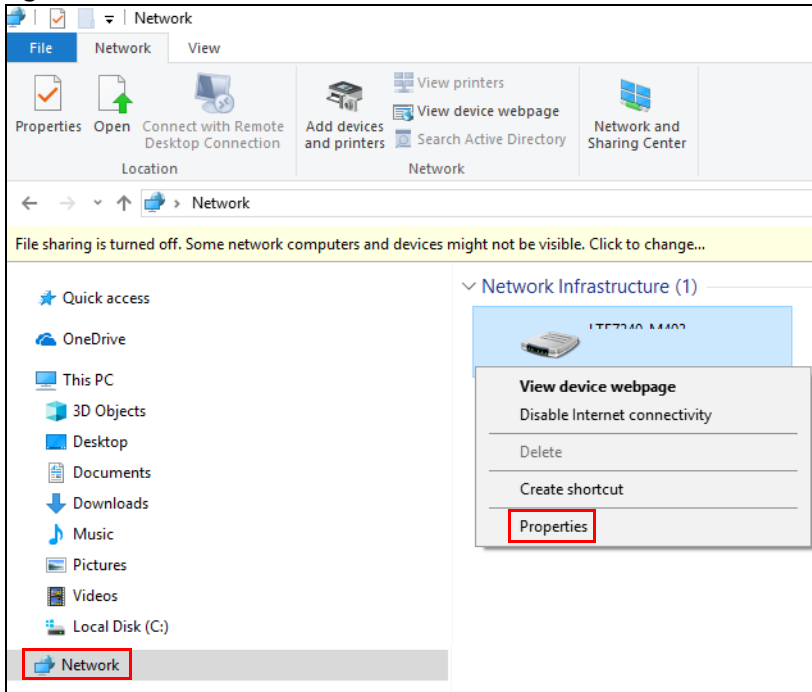 Network
File Network View
Properties Open Connect with Remote Desktop Connection
Add devices and printers
View printers
View device webpage
Search Active Directory
Network and Sharing Center
Location Network
Network
File sharing is turned off. Some network computers and devices might not be visible. Click to change...
Quick access
OneDrive
This PC
3D Objects
Desktop
Documents
Downloads
Music
Pictures
Videos
Local Disk (C:)
Network
Network Infrastructure (1)
View device webpage
Disable Internet connectivity
Delete
Create shortcut
Properties